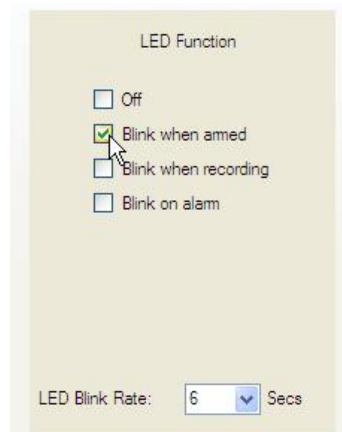 LED Function
Off
Blink when armed
Blink when recording
Blink on alarm
LED Blink Rate: 6 Secs